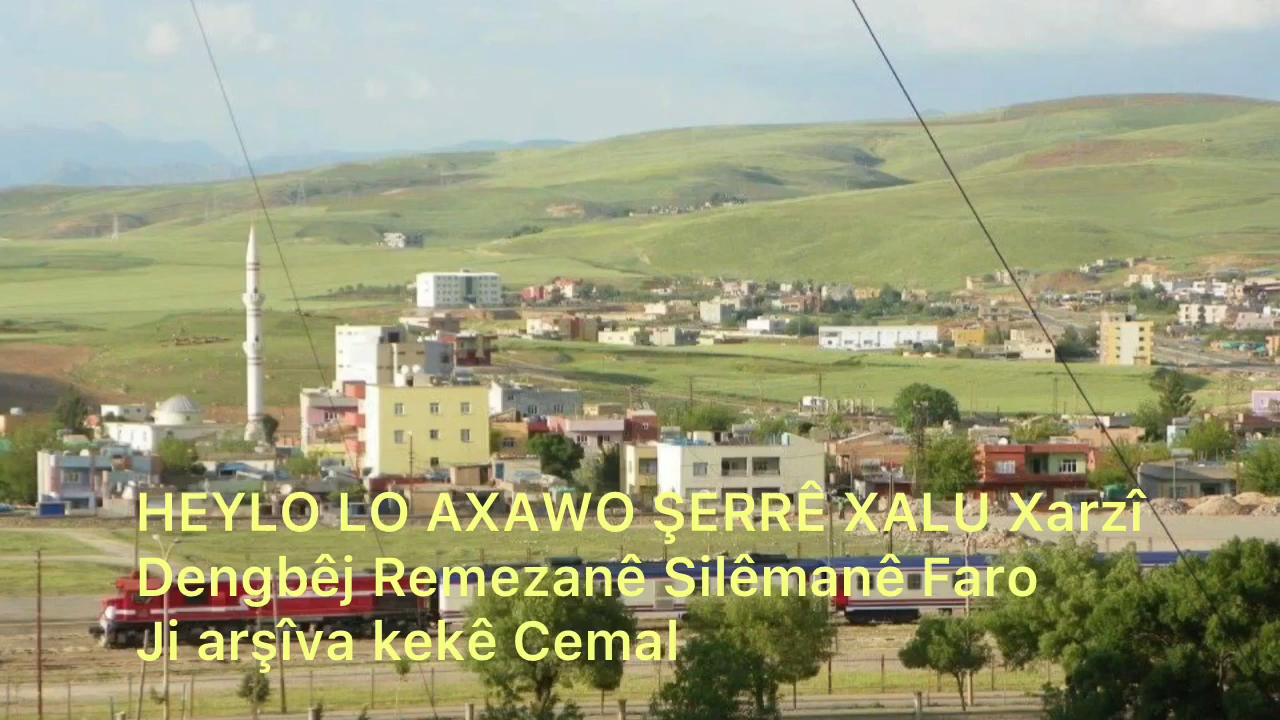 HEYLO LO AXAWO ŞERRÊ XALU Xarzî
Dengbêj Remezanê Silêmanê Faro
Ji arşîva kekê Cemal